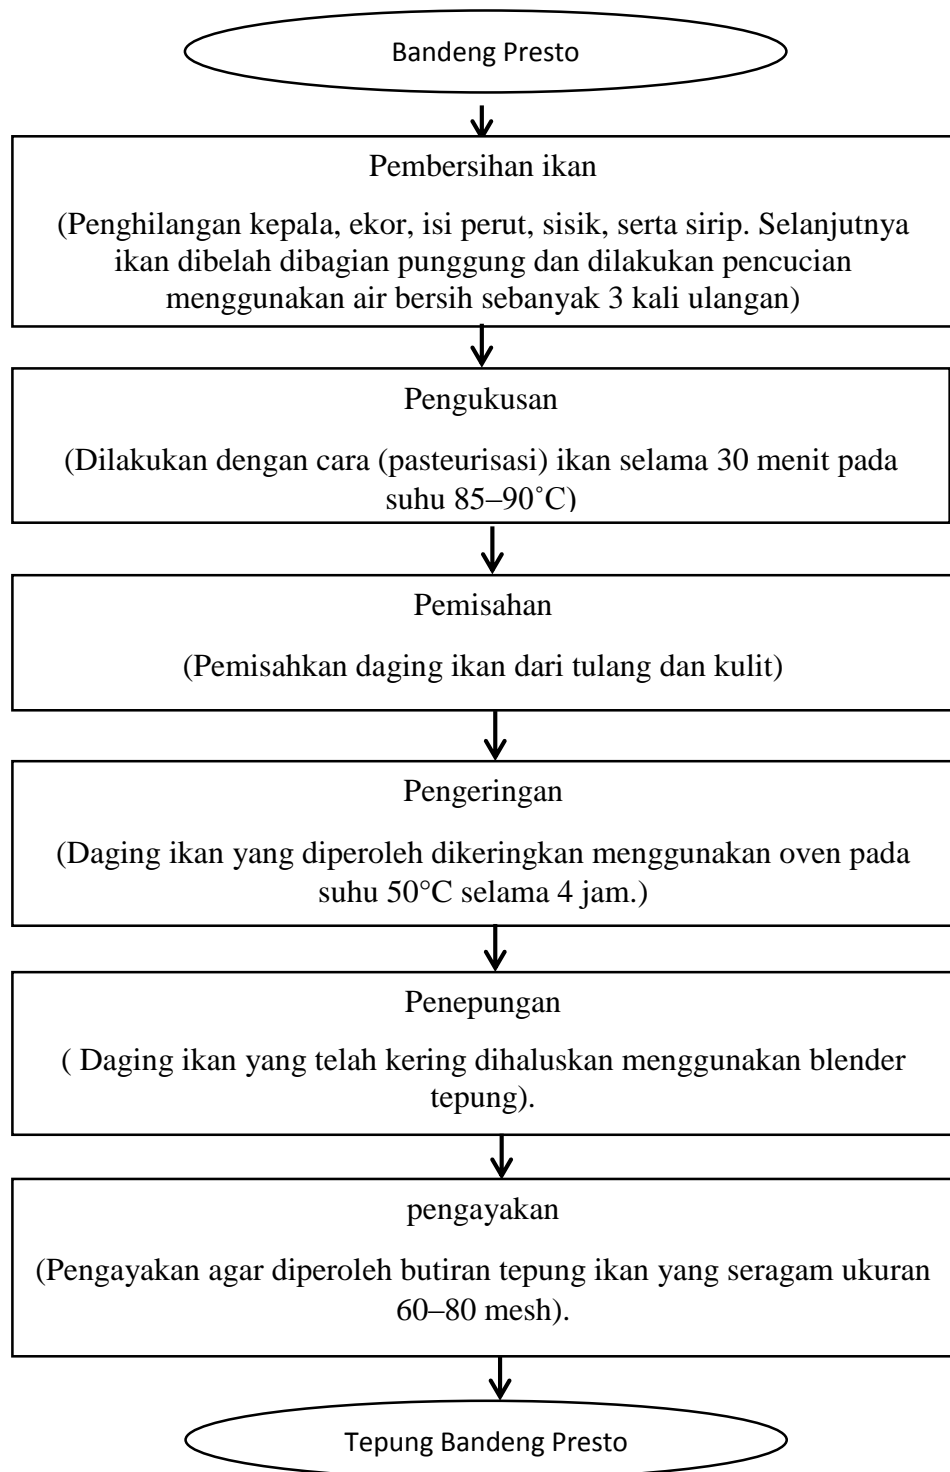 Bandeng Presto
Pembersihan ikan
(Penghilangan kepala, ekor, isi perut, sisik, serta sirip. Selanjutnya
ikan dibelah dibagian punggung dan dilakukan pencucian
menggunakan air bersih sebanyak 3 kali ulangan)
Pengukusan
(Dilakukan dengan cara (pasteurisasi) ikan selama 30 menit pada
suhu 85–90˚C)
Pemisahan
(Pemisahkan daging ikan dari tulang dan kulit)
Pengeringan
(Daging ikan yang diperoleh dikeringkan menggunakan oven pada
suhu 50°C selama 4 jam.)
Penepungan
( Daging ikan yang telah kering dihaluskan menggunakan blender
tepung).
pengayakan
(Pengayakan agar diperoleh butiran tepung ikan yang seragam ukuran
60–80 mesh).
Tepung Bandeng Presto